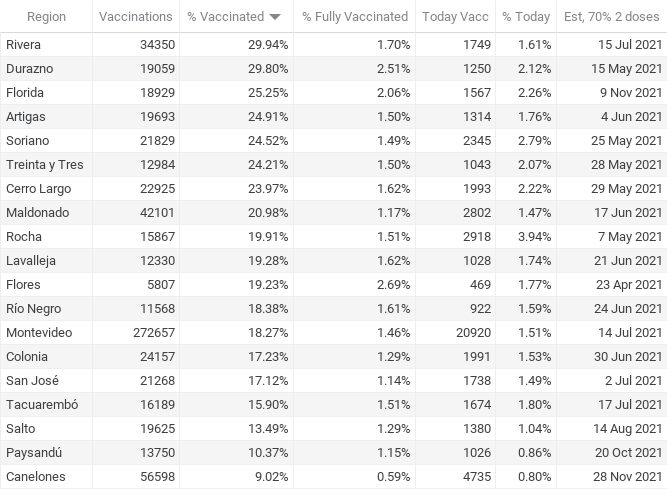 Region Vaccinations % Vaccinated % Fully Vaccinated Today Vacc % Today Est, 70% 2 doses
Rivera 34350 29.94% 1.70% 1749 1.61% 15 Jul 2021
Durazno 19059 29.80% 2.51% 1250 2.12% 15 May 2021
Florida 18929 25.25% 2.06% 1567 2.26% 9 Nov 2021
Artigas 19693 24.91% 1.50% 1314 1.76% 4 Jun 2021
Soriano 21829 24.52% 1.49% 2345 2.79% 25 May 2021
Treinta y Tres 12984 24.21% 1.50% 1043 2.07% 28 May 2021
Cerro Largo 22925 23.97% 1.62% 1993 2.22% 29 May 2021
Maldonado 42101 20.98% 1.17% 2802 1.47% 17 Jun 2021
Rocha 15867 19.91% 1.51% 2918 3.94% 7 May 2021
Lavalleja 12330 19.28% 1.62% 1028 1.74% 21 Jun 2021
Flores 5807 19.23% 2.69% 469 1.77% 23 Apr 2021
Río Negro 11568 18.38% 1.61% 922 1.59% 24 Jun 2021
Montevideo 272657 18.27% 1.46% 20920 1.51% 14 Jul 2021
Colonia 24157 17.23% 1.29% 1991 1.53% 30 Jun 2021
San José 21268 17.12% 1.14% 1738 1.49% 2 Jul 2021
Tacuarembó 16189 15.90% 1.51% 1674 1.80% 17 Jul 2021
Salto 19625 13.49% 1.29% 1380 1.04% 14 Aug 2021
Paysandú 13750 10.37% 1.15% 1026 0.86% 20 Oct 2021
Canelones 56598 9.02% 0.59% 4735 0.80% 28 Nov 2021